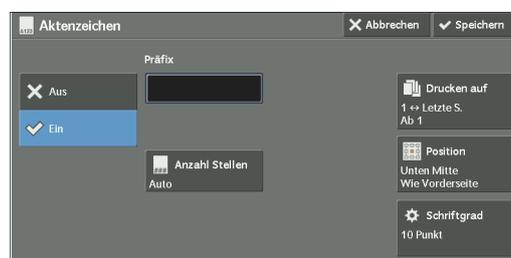 Aktenzeichen
Abbrechen
Speichern
Präfix
Aus
Ein
Anzahl Stellen
Auto
Drucken auf
1 ↔ Letzte S.
Ab 1
Position
Unten Mitte
Wie Vorderseite
Schriftgrad
10 Punkt